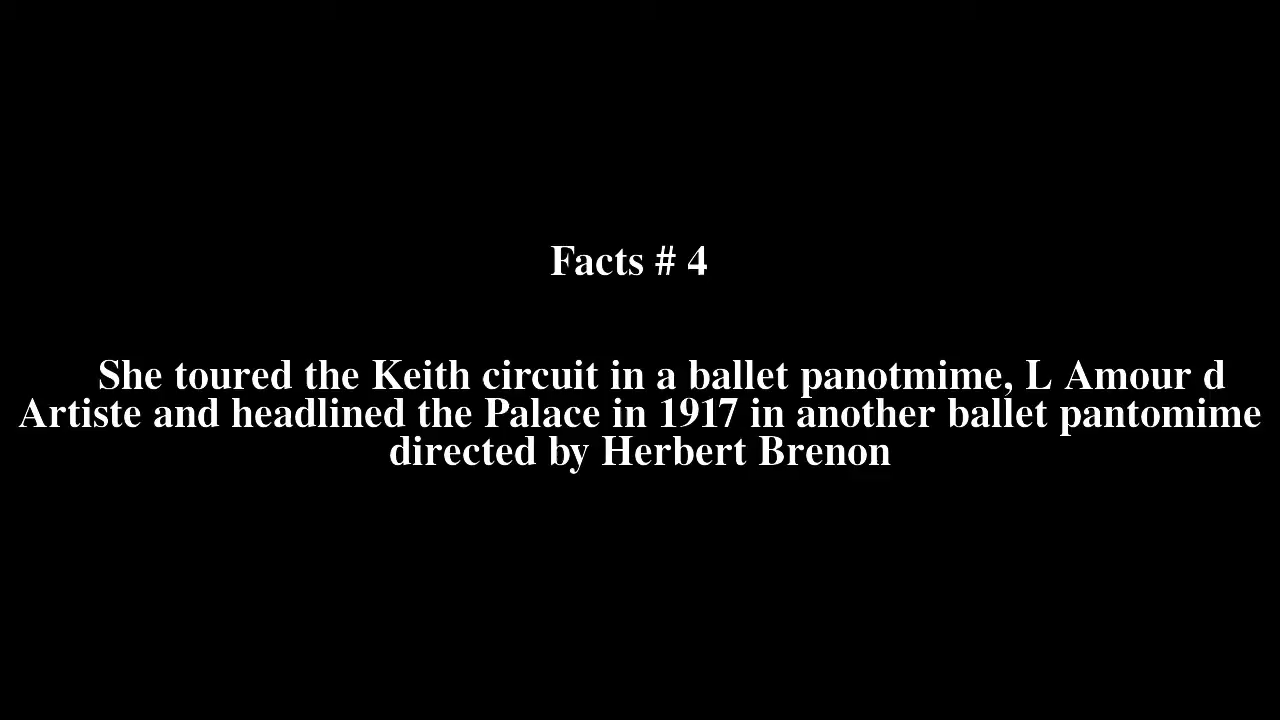 Facts # 4
She toured the Keith circuit in a ballet panotmime, L Amour d
Artiste and headlined the Palace in 1917 in another ballet pantomime
directed by Herbert Brenon